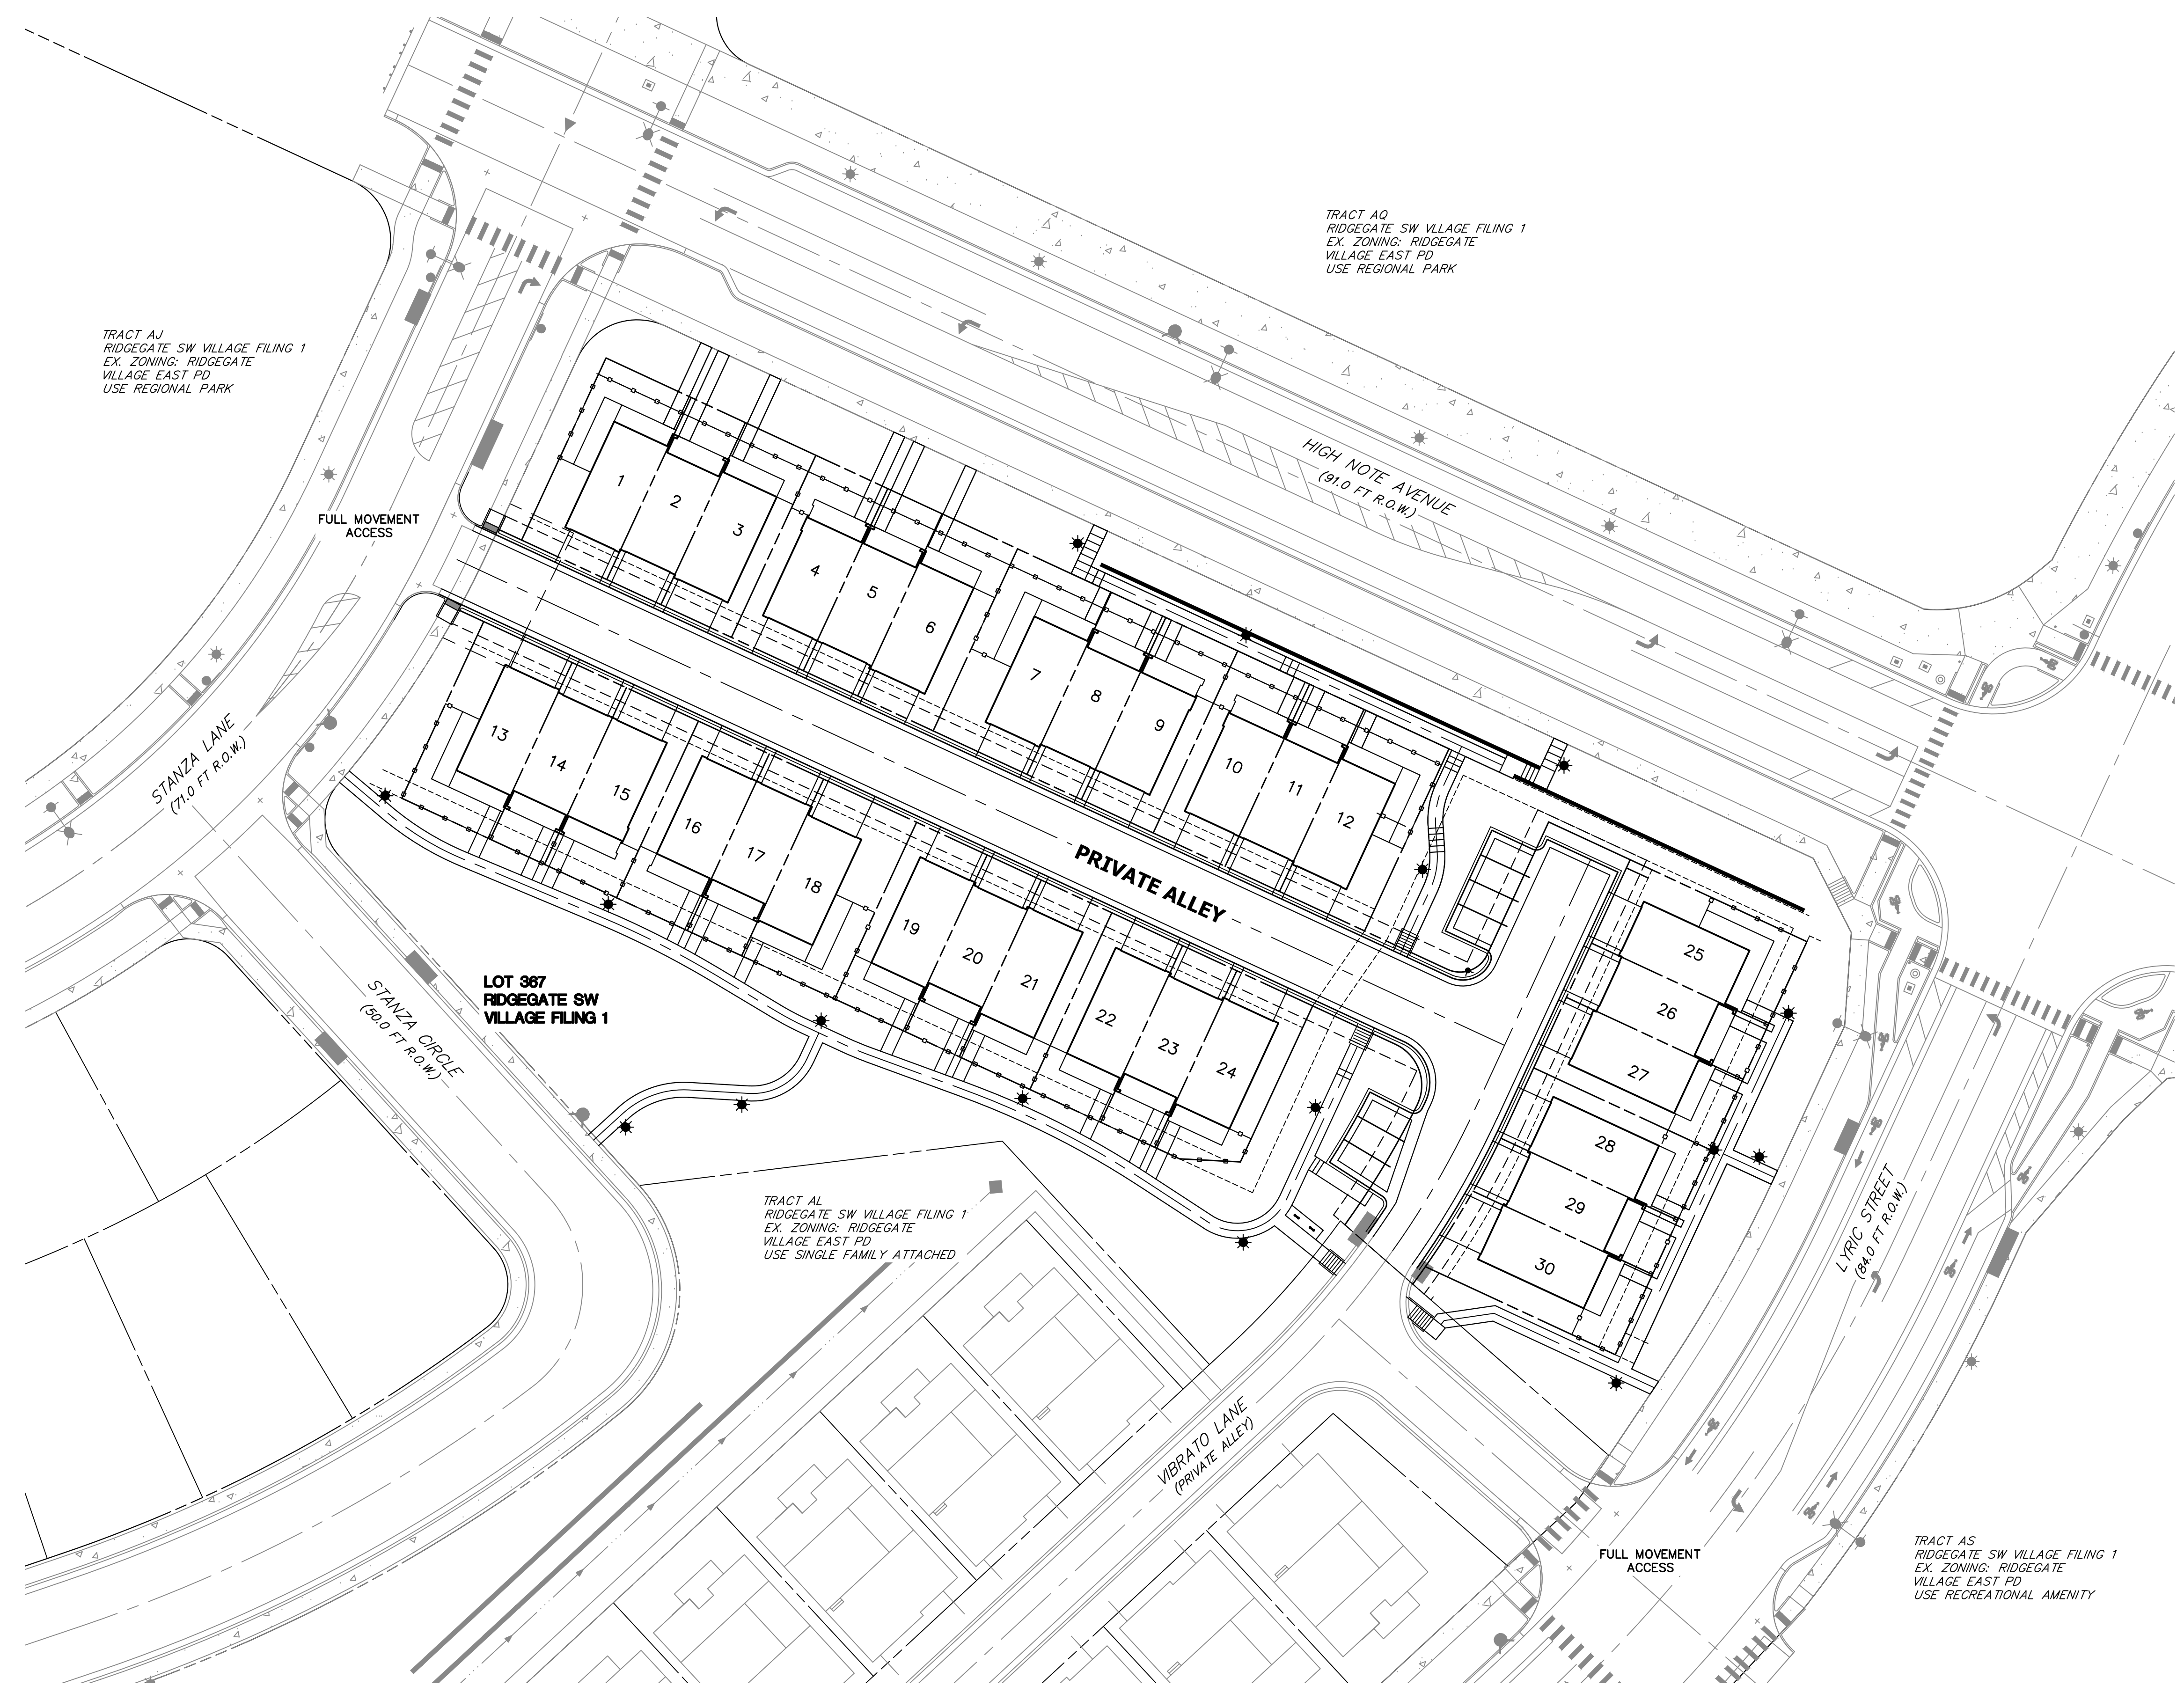 TRACT AQ
RIDGEGATE SW VLLAGE FILING 1
EX. ZONING: RIDGEGATE
VILLAGE EAST PD
USE REGIONAL PARK
TRACT AJ
RIDGEGATE SW VILLAGE FILING 1
EX. ZONING: RIDGEGATE
VILLAGE EAST PD
USE REGIONAL PARK
HIGH NOTE AVENUE
(91.0 FT R.O.W.)
FULL MOVEMENT
ACCESS
1
2
3
4
5
6
7
8
9
10
11
12
STANZA LANE
(71.0 FT R.O.W.)
13
14
15
16
17
18
19
20
21
22
23
24
PRIVATE ALLEY
25
26
27
28
29
30
LOT 367
RIDGEGATE SW
VILLAGE FILING 1
STANZA CIRCLE
(50.0 FT R.O.W.)
TRACT AL
RIDGEGATE SW VILLAGE FILING 1
EX. ZONING: RIDGEGATE
VILLAGE EAST PD
USE SINGLE FAMILY ATTACHED
LYRIC STREET
(84.0 FT R.O.W.)
VIBRATO LANE
(PRIVATE ALLEY)
FULL MOVEMENT
ACCESS
TRACT AS
RIDGEGATE SW VILLAGE FILING 1
EX. ZONING: RIDGEGATE
VILLAGE EAST PD
USE RECREATIONAL AMENITY